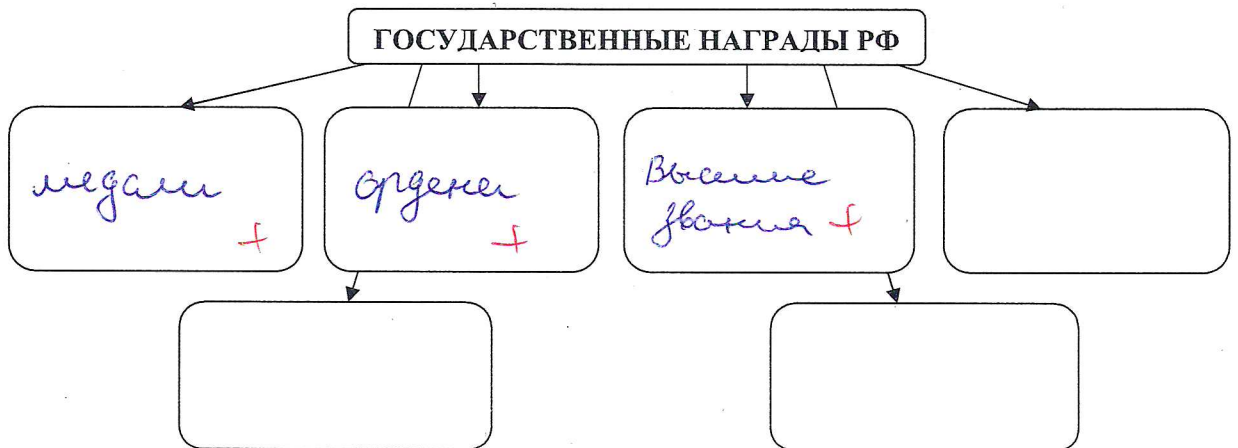 ГОСУДАРСТВЕННЫЕ НАГРАДЫ РФ
медали
+
ордена
+
Высшие
звания +